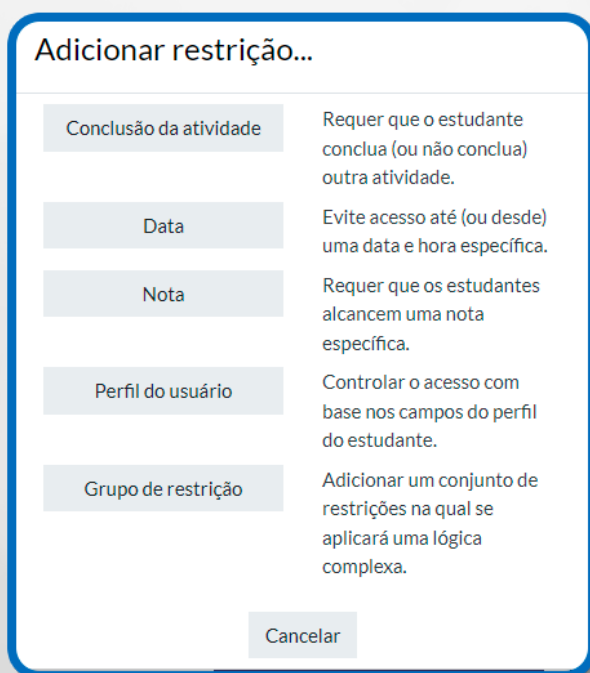 Adicionar restrição...
Conclusão da atividade
Requer que o estudante
conclua (ou não conclua)
outra atividade.
Data
Evite acesso até (ou desde)
uma data e hora específica.
Nota
Requer que os estudantes
alcancem uma nota
específica.
Perfil do usuário
Controlar o acesso com
base nos campos do perfil
do estudante.
Grupo de restrição
Adicionar um conjunto de
restrições na qual se
aplicará uma lógica
complexa.
Cancelar